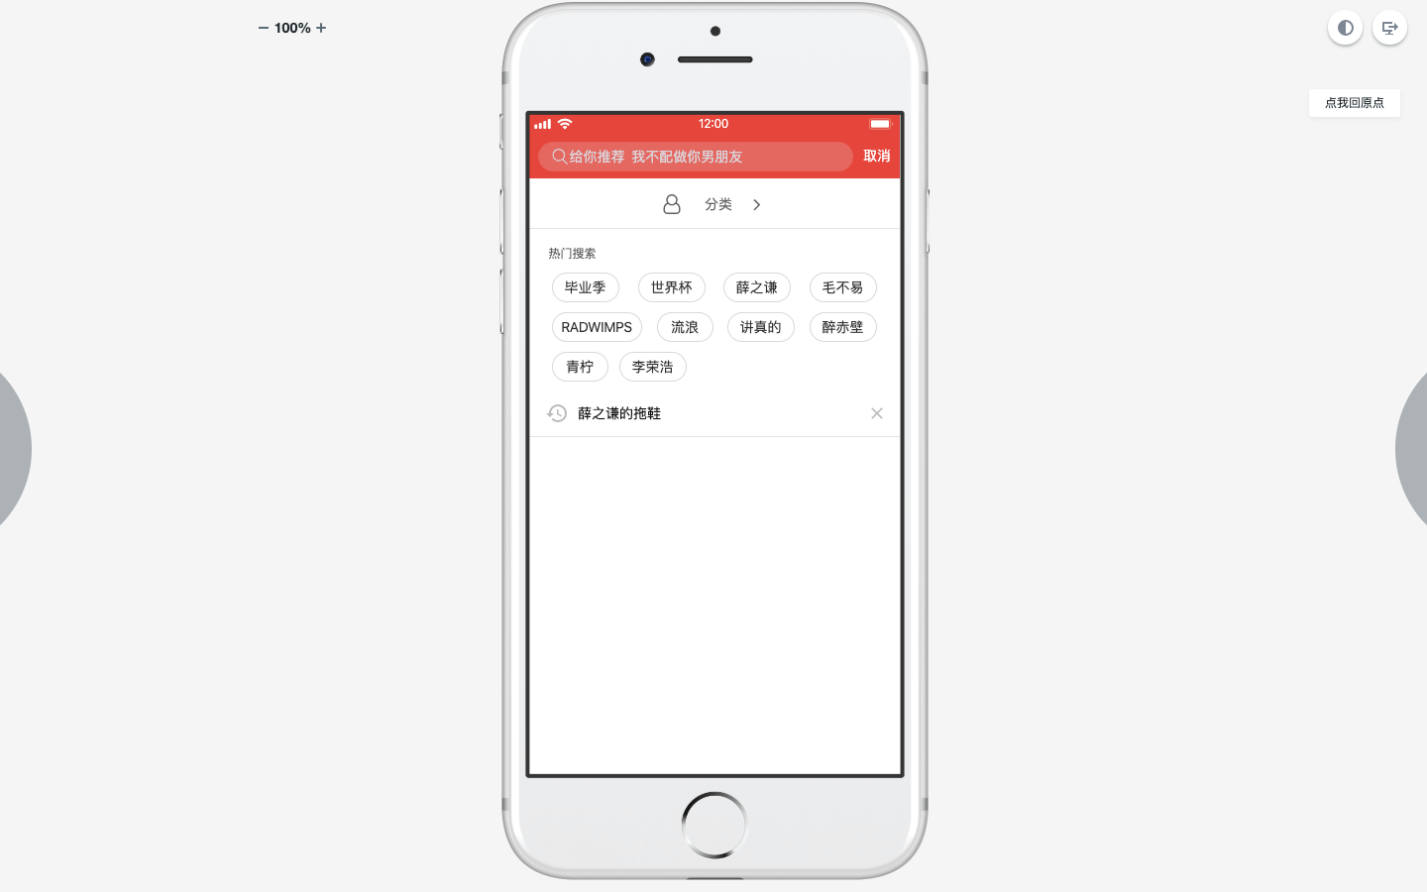 − 100% +
点我回原点
12:00
给你推荐 我不配做你男朋友 取消
分类
热门搜索
毕业季 世界杯 薛之谦 毛不易
RADWIMPS 流浪 讲真的 醉赤壁
青柠 李荣浩
薛之谦的拖鞋